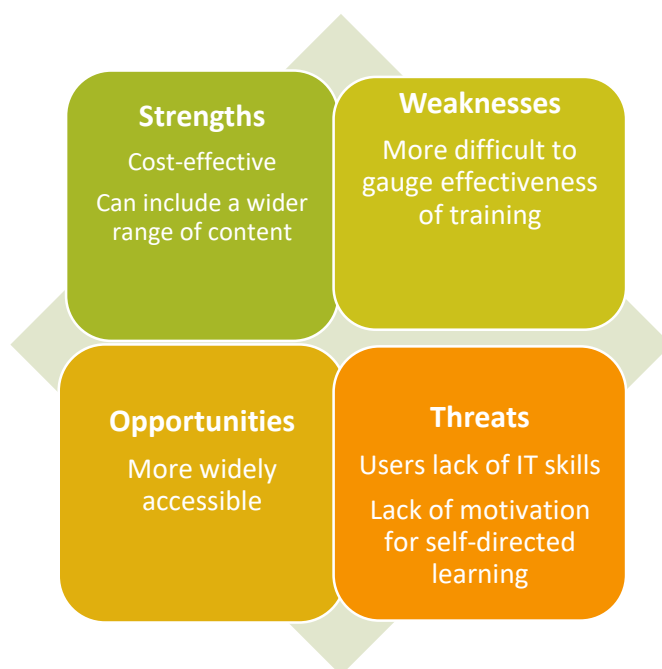 Strengths
Cost-effective
Can include a wider
range of content
Weaknesses
More difficult to
gauge effectiveness
of training
Opportunities
More widely
accessible
Threats
Users lack of IT skills
Lack of motivation
for self-directed
learning